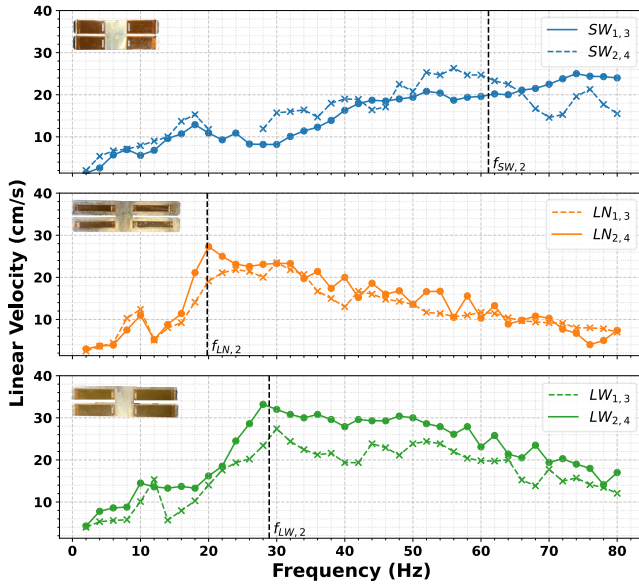 40
30
20
10
SW1,3
SW2,4
fSW,2
40
30
20
10
LN1,3
LN2,4
fLN,2
40
30
20
10
LW1,3
LW2,4
fLW,2
0 10 20 30 40 50 60 70 80
Linear Velocity (cm/s)
Frequency (Hz)